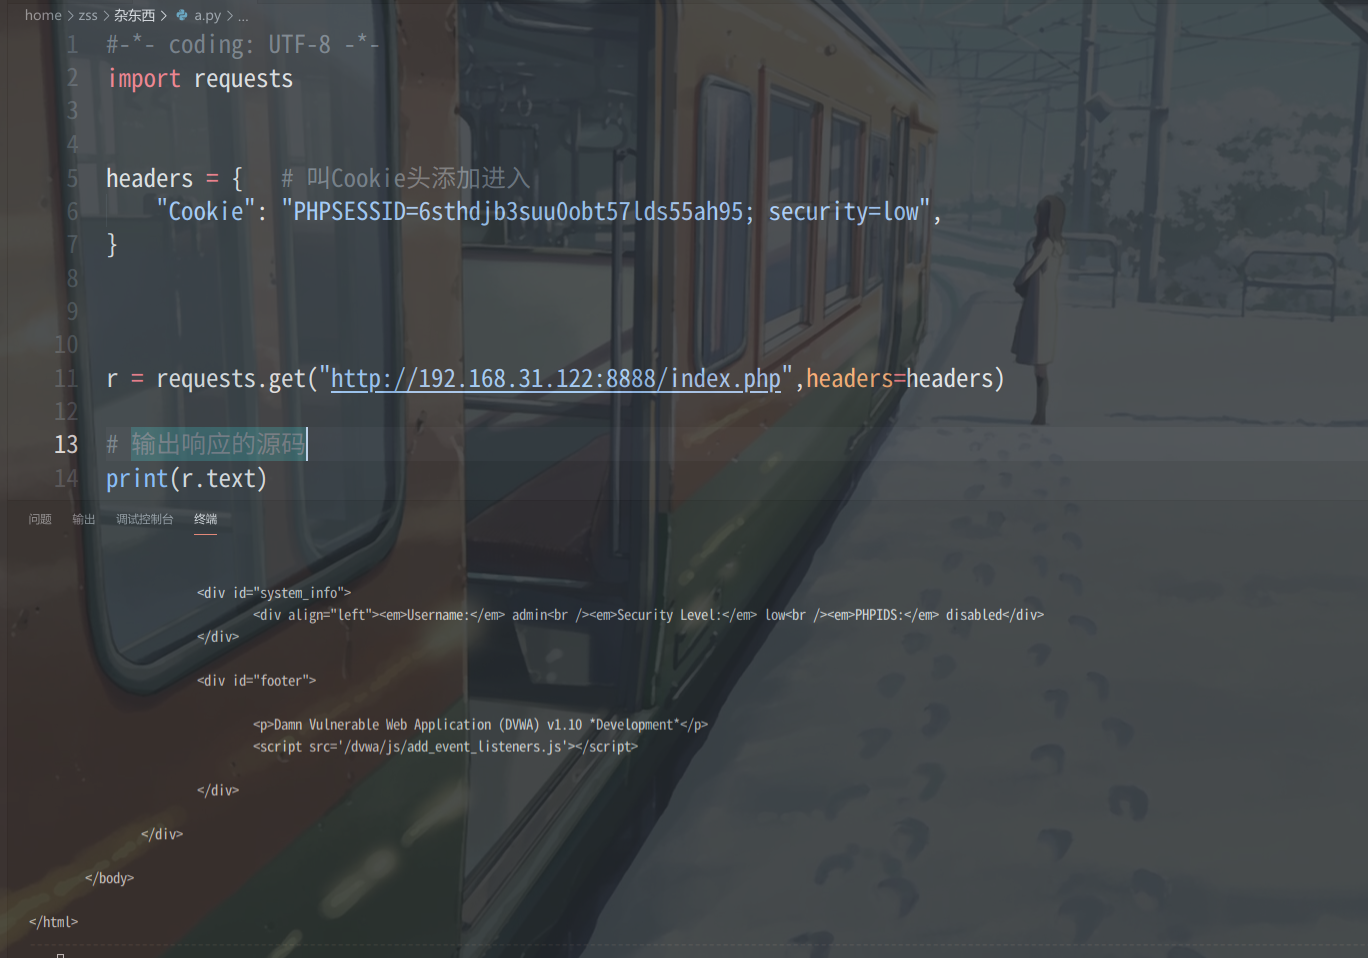 home > zss > 杂东西 > a.py > ...
1 #-*- coding: UTF-8 -*-
2 import requests
3
4
5 headers = {   # 叫Cookie头添加进入
6     "Cookie": "PHPSESSID=6sthdjb3suu0obt57lds55ah95; security=low",
7 }
8
9
10
11 r = requests.get("http://192.168.31.122:8888/index.php",headers=headers)
12
13 # 输出响应的源码
14 print(r.text)
问题 输出 调试控制台 终端
<div id="system_info">
<div align="left"><em>Username:</em> admin<br /><em>Security Level:</em> low<br /><em>PHPIDS:</em> disabled</div>
</div>
<div id="footer">
<p>Damn Vulnerable Web Application (DVWA) v1.10 *Development*</p>
<script src='/dvwa/js/add_event_listeners.js'></script>
</div>
</div>
</body>
</html>